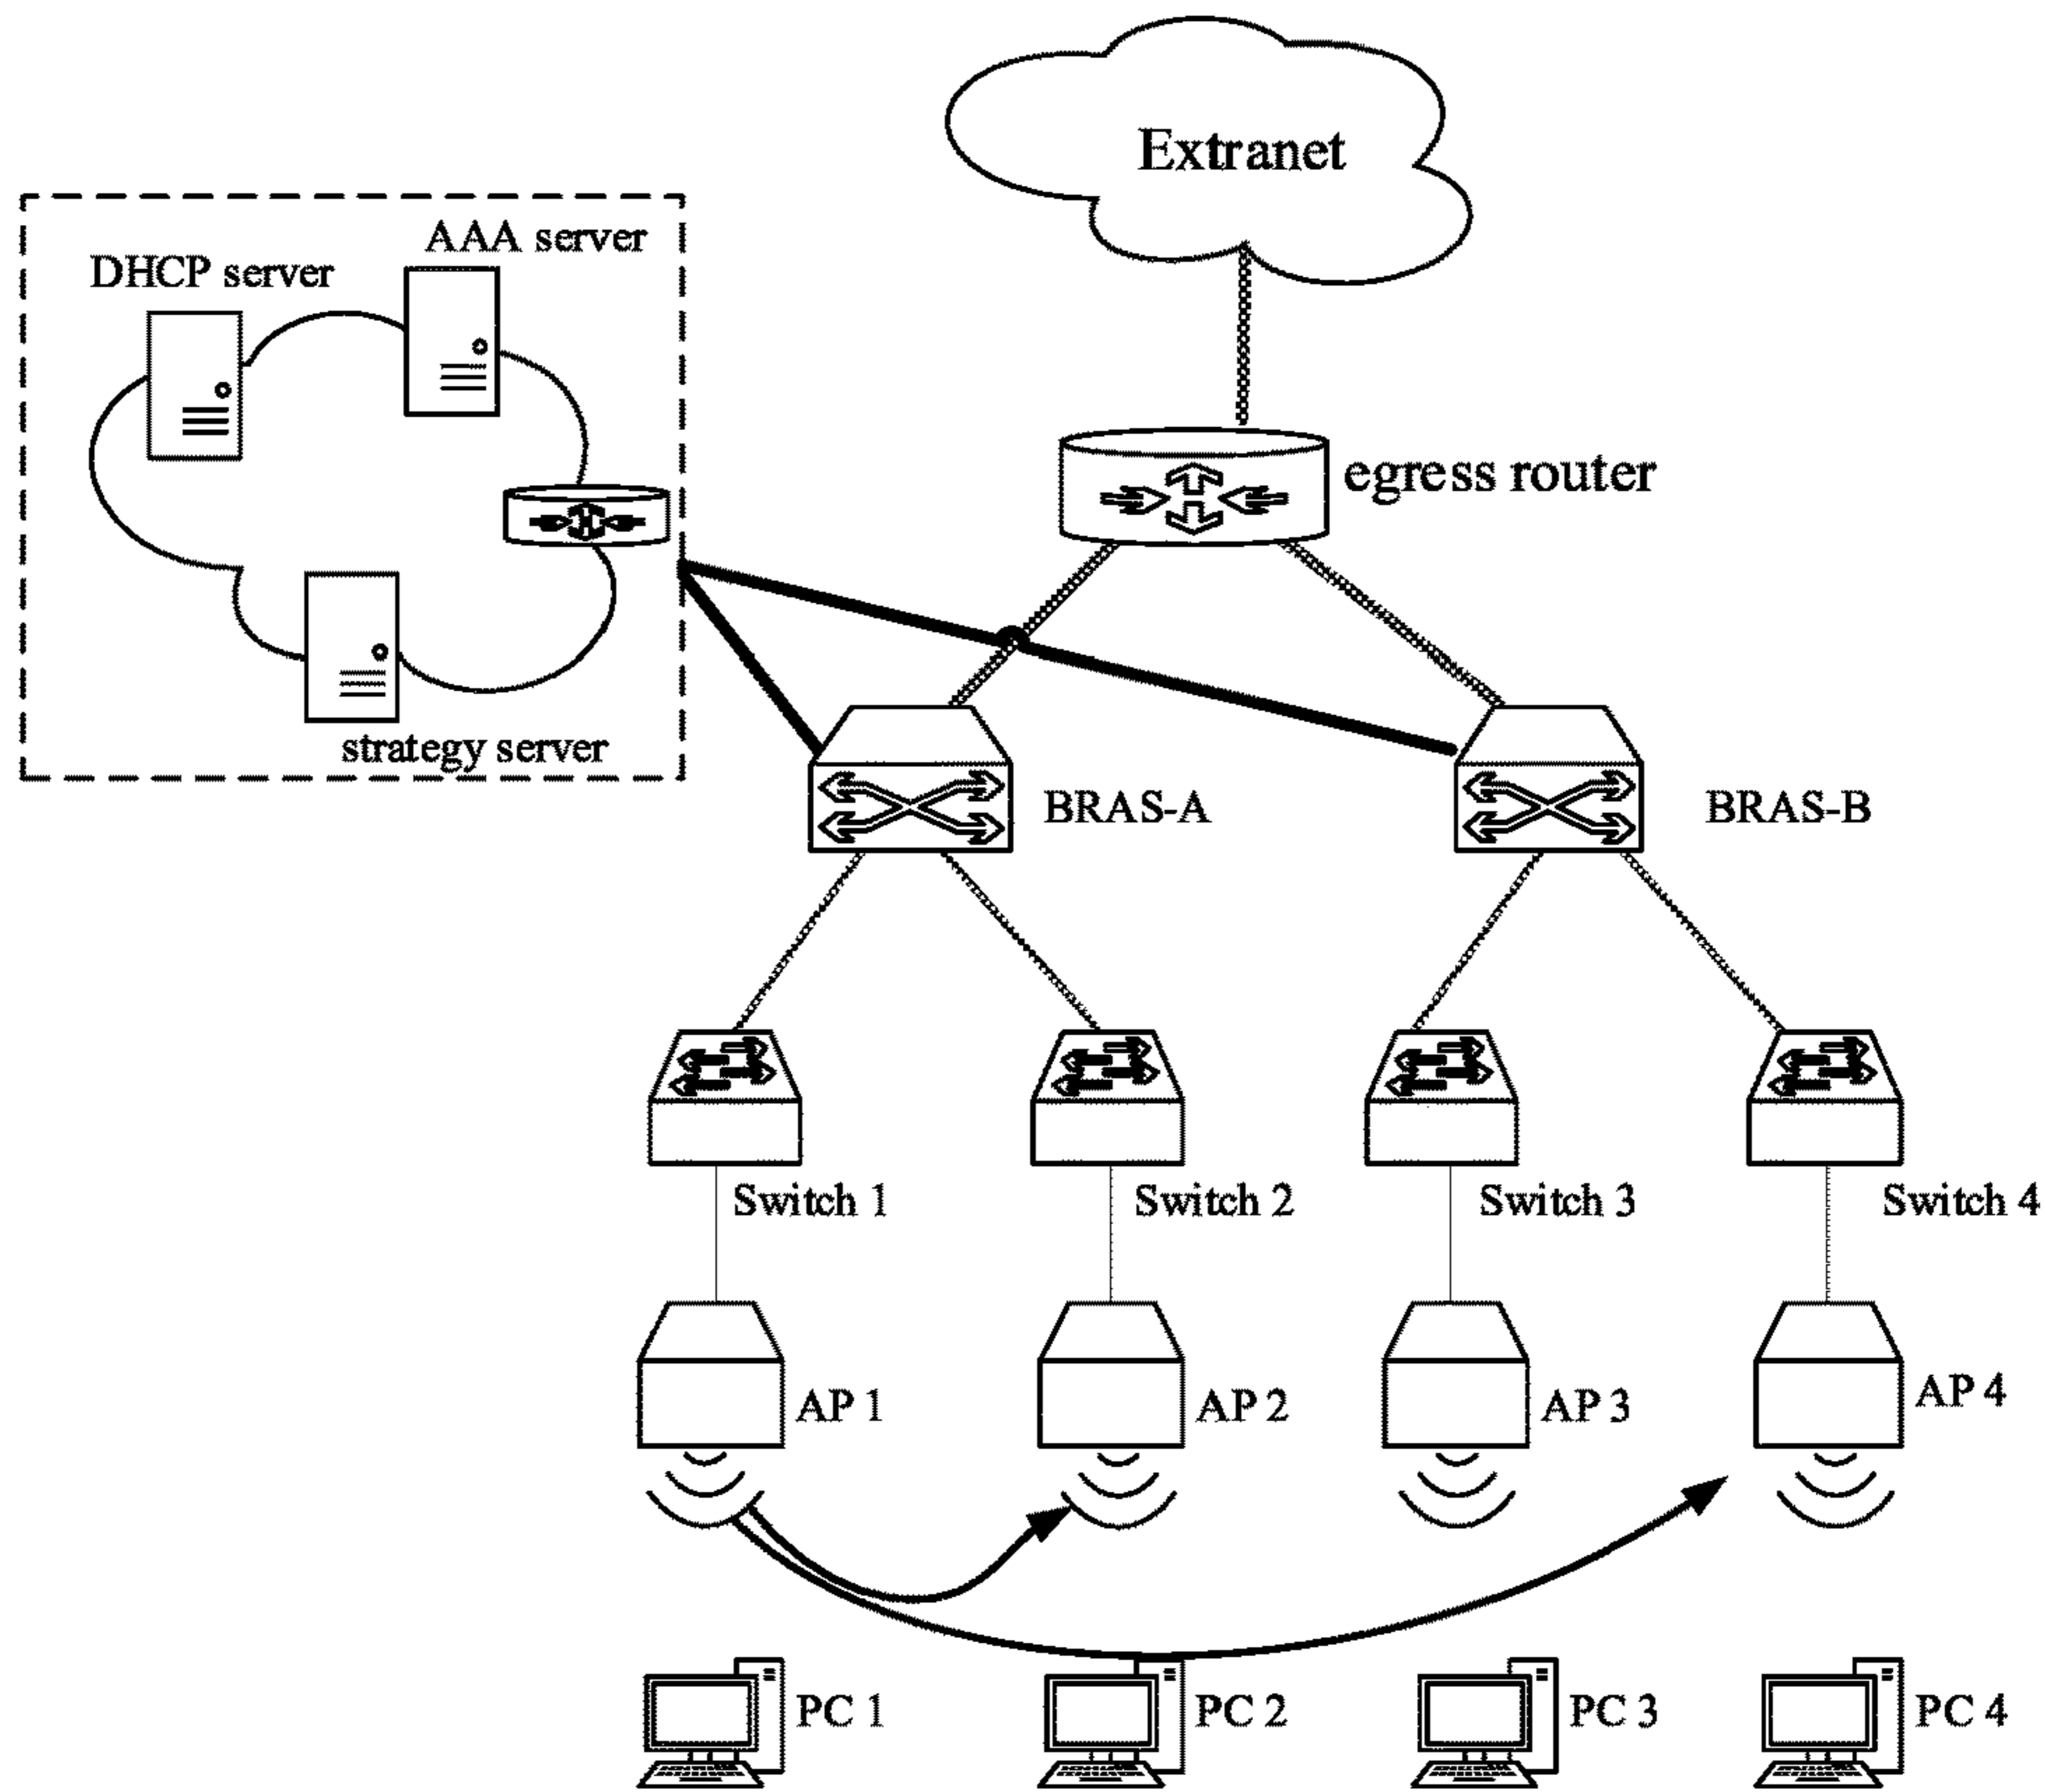 Extranet
AAA server
DHCP server
egress router
strategy server
BRAS-A
BRAS-B
Switch 1
Switch 2
Switch 3
Switch 4
AP 1
AP 2
AP 3
AP 4
PC 1
PC 2
PC 3
PC 4